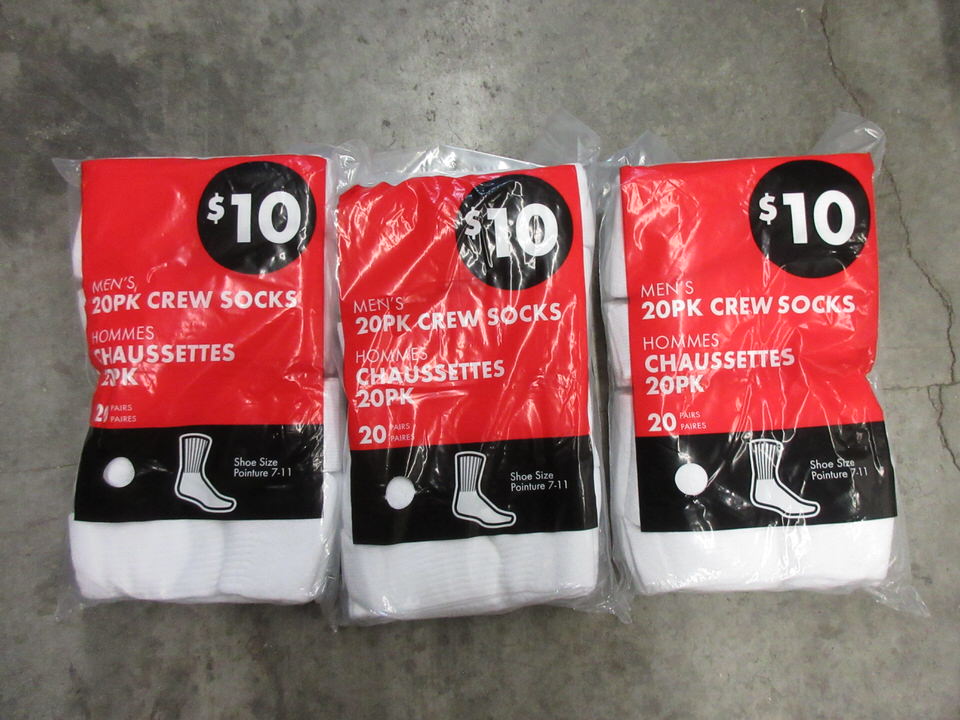 $10
MEN'S
20PK CREW SOCKS
HOMMES
CHAUSSETTES
20PK
20 PAIRS
PAIRES
Shoe Size
Pointure 7-11
$10
MEN'S
20PK CREW SOCKS
HOMMES
CHAUSSETTES
20PK
20 PAIRS
PAIRES
Shoe Size
Pointure 7-11
$10
MEN'S
20PK CREW SOCKS
HOMMES
CHAUSSETTES
20PK
20 PAIRS
PAIRES
Shoe Size
Pointure 7-11